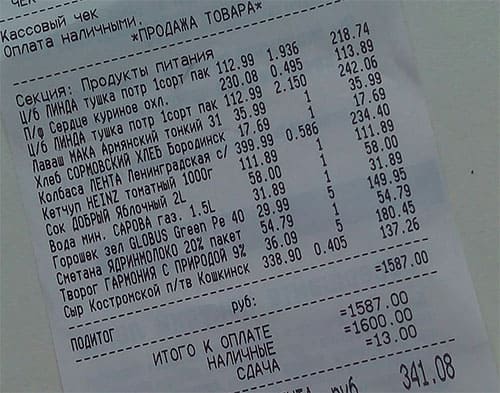 Кассовый чек
Оплата наличными.
*ПРОДАЖА ТОВАРА*
Секция: Продукты питания
Ц/б ЛИНДА тушка потр 1сорт пак 112.99 1.936 218.74
П/ф Сердце куриное охл. 230.08 0.495 113.89
Ц/б ЛИНДА тушка потр 1сорт пак 112.99 2.150 242.06
Лаваш МАКА Армянский тонкий 31 35.99 1 35.99
Хлеб СОРМОВСКИЙ ХЛЕБ Бородинск 17.69 1 17.69
Колбаса ЛЕНТА Ленинградская с/ 399.99 0.586 234.40
Кетчуп HEINZ томатный 1000г 111.89 1 111.89
Сок ДОБРЫЙ Яблочный 2L 58.00 1 58.00
Вода мин. САРОВА газ. 1.5L 31.89 1 31.89
Горошек зел GLOBUS Green Pe 40 29.99 5 149.95
Сметана ЯДРИНМОЛОКО 20% пакет 54.79 1 54.79
Творог ГАРМОНИЯ С ПРИРОДОЙ 9% 36.09 5 180.45
Сыр Костромской п/тв Кошкинск 338.90 0.405 137.26
ПОДИТОГ руб: =1587.00
ИТОГО К ОПЛАТЕ =1587.00
НАЛИЧНЫЕ =1600.00
СДАЧА =13.00
руб 341.08